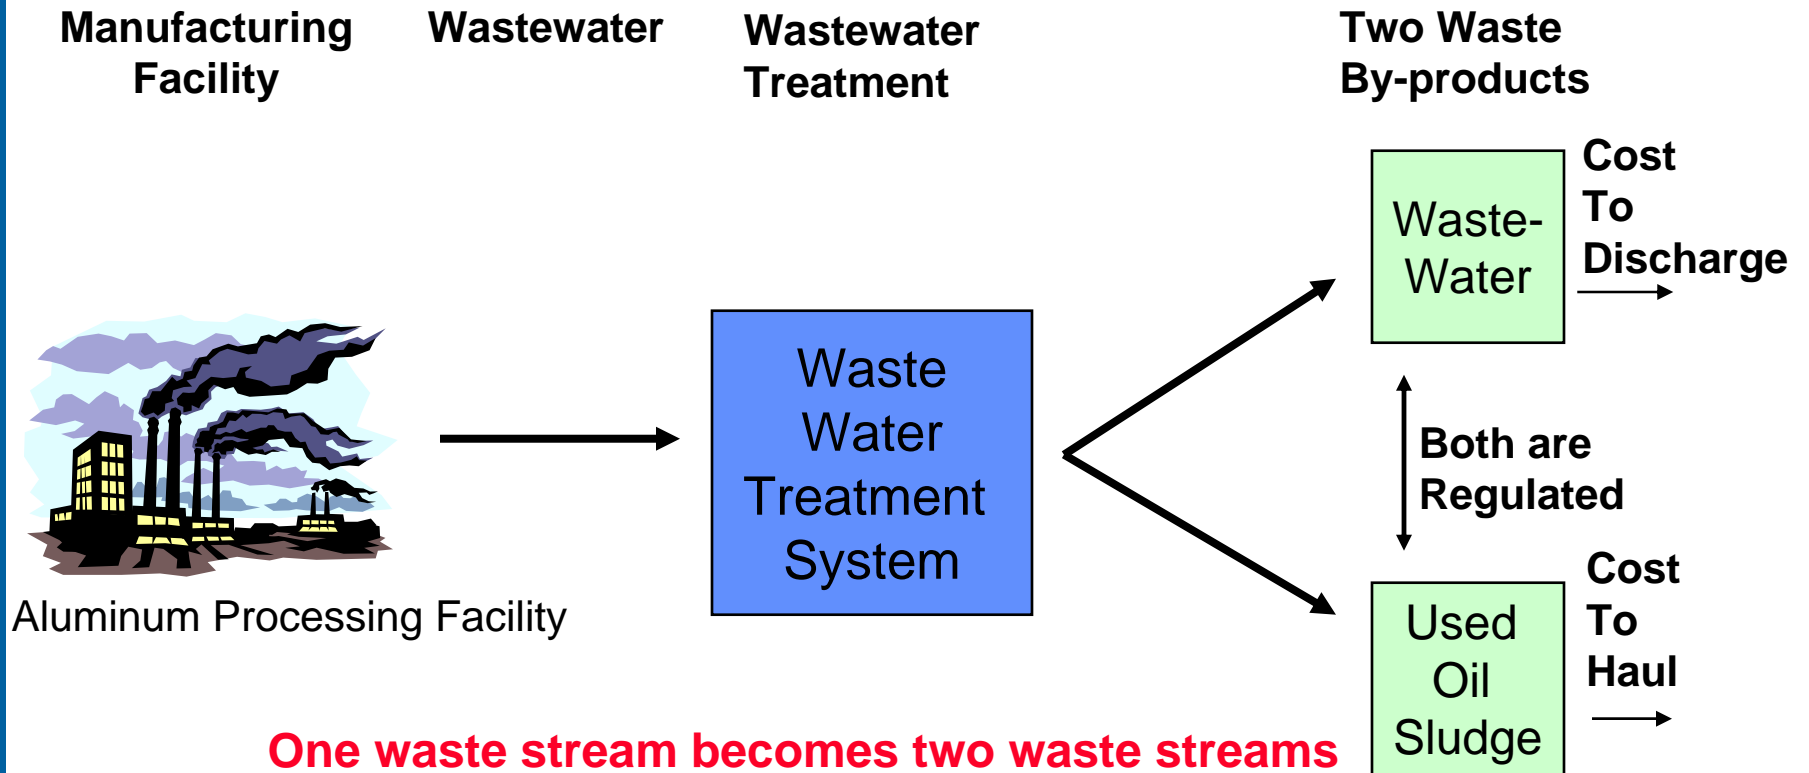 Manufacturing
Facility
Wastewater
Wastewater
Treatment
Two Waste
By-products
Waste-
Water
Cost
To
Discharge
Waste
Water
Treatment
System
Both are
Regulated
Aluminum Processing Facility
Used
Oil
Sludge
Cost
To
Haul
One waste stream becomes two waste streams